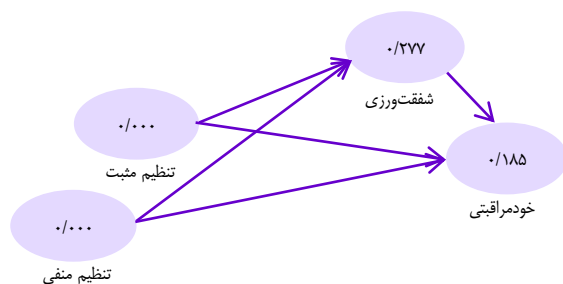 ۰/۲۷۷
شفقت‌ورزی
۰/۰۰۰
تنظیم مثبت
۰/۱۸۵
خودمراقبتی
۰/۰۰۰
تنظیم منفی